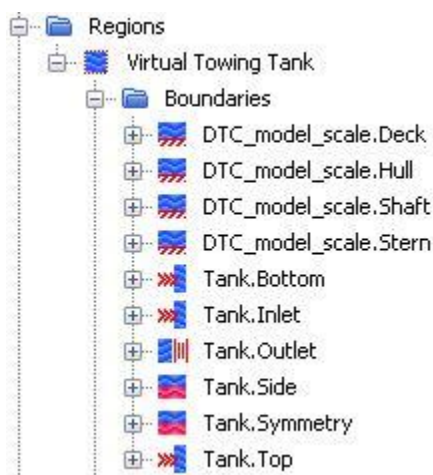 Regions
Virtual Towing Tank
Boundaries
DTC_model_scale.Deck
DTC_model_scale.Hull
DTC_model_scale.Shaft
DTC_model_scale.Stern
Tank.Bottom
Tank.Inlet
Tank.Outlet
Tank.Side
Tank.Symmetry
Tank.Top